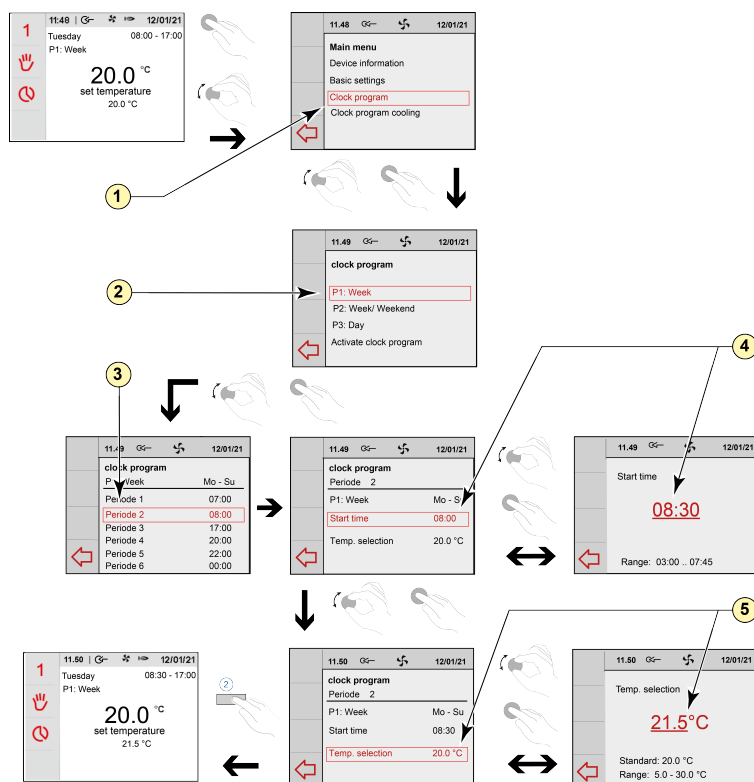 11:48 | 12/01/21
1
Tuesday 08:00 - 17:00
P1: Week
20.0 °C
set temperature
20.0 °C
11.48 12/01/21
Main menu
Device information
Basic settings
Clock program
Clock program cooling
1
11.49 12/01/21
clock program
P1: Week
P2: Week/ Weekend
P3: Day
Activate clock program
2
3
4
11.49 12/01/21
clock program
Week Mo - Su
Periode 1 07:00
Periode 2 08:00
Periode 3 17:00
Periode 4 20:00
Periode 5 22:00
Periode 6 00:00
11.49 12/01/21
clock program
Periode 2
P1: Week Mo - Su
Start time 08:00
Temp. selection 20.0 °C
11.49 12/01/21
Start time
08:30
Range: 03:00 .. 07:45
5
11.50 | 12/01/21
1
Tuesday 08:30 - 17:00
P1: Week
20.0 °C
set temperature
21.5 °C
2
11.50 12/01/21
clock program
Periode 2
P1: Week Mo - Su
Start time 08:30
Temp. selection 20.0 °C
11.50 12/01/21
Temp. selection
21.5°C
Standard: 20.0 °C
Range: 5.0 - 30.0 °C